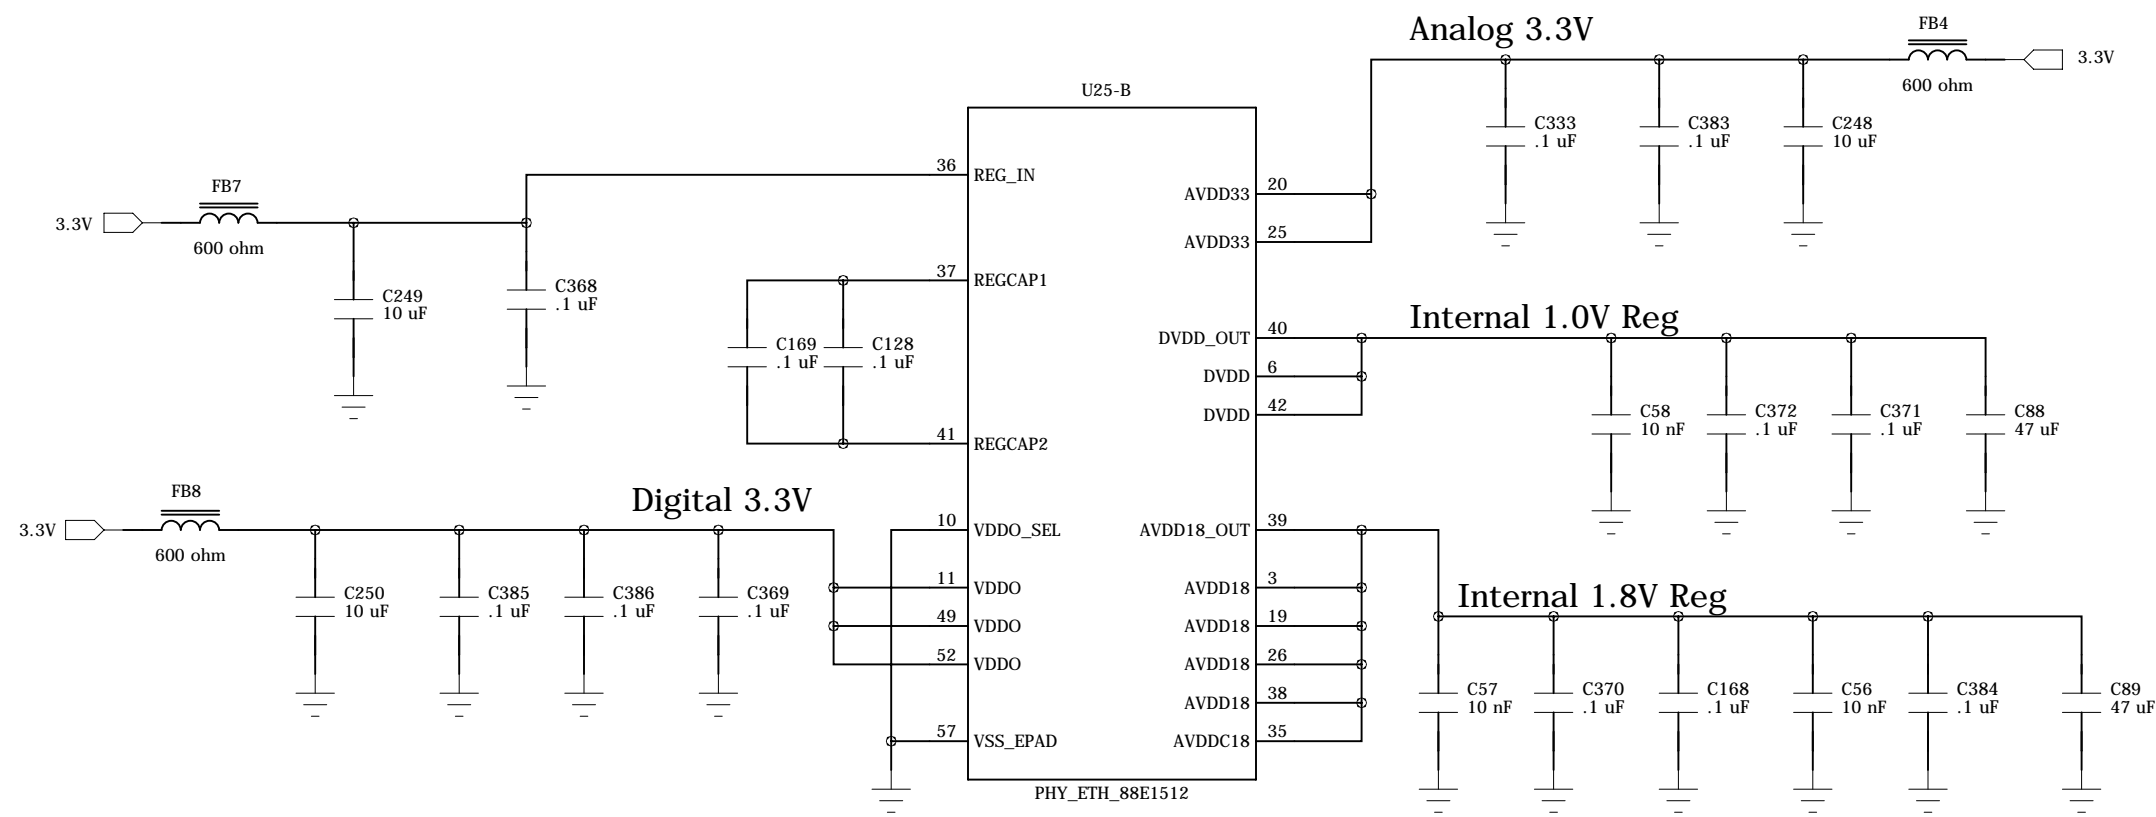 Analog 3.3V
FB4
3.3V
600 ohm
C333
.1 uF
C383
.1 uF
C248
10 uF
U25-B
36
REG_IN
FB7
3.3V
600 ohm
C249
10 uF
C368
.1 uF
37
REGCAP1
C169
.1 uF
C128
.1 uF
41
REGCAP2
AVDD33
20
AVDD33
25
Internal 1.0V Reg
DVDD_OUT
40
DVDD
6
DVDD
42
C58
10 nF
C372
.1 uF
C371
.1 uF
C88
47 uF
Digital 3.3V
FB8
3.3V
600 ohm
C250
10 uF
C385
.1 uF
C386
.1 uF
C369
.1 uF
10
VDDO_SEL
11
VDDO
49
VDDO
52
VDDO
57
VSS_EPAD
AVDD18_OUT
39
AVDD18
3
AVDD18
19
AVDD18
26
AVDD18
38
AVDDC18
35
Internal 1.8V Reg
C57
10 nF
C370
.1 uF
C168
.1 uF
C56
10 nF
C384
.1 uF
C89
47 uF
PHY_ETH_88E1512